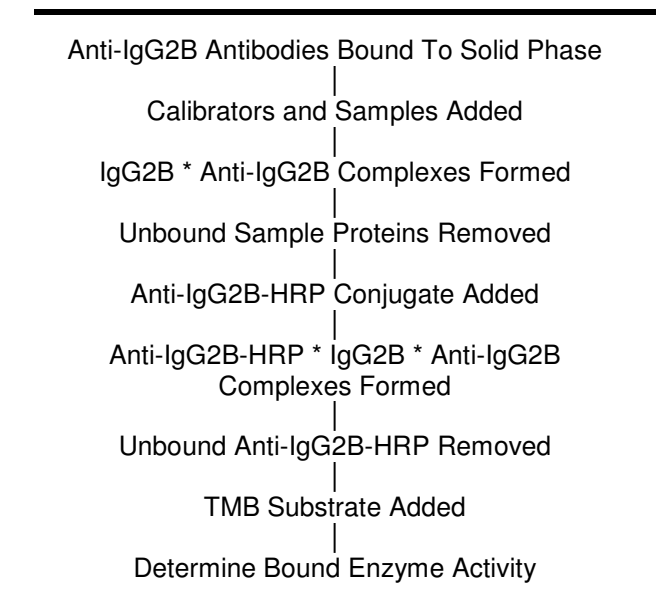 Anti-IgG2B Antibodies Bound To Solid Phase
Calibrators and Samples Added
IgG2B * Anti-IgG2B Complexes Formed
Unbound Sample Proteins Removed
Anti-IgG2B-HRP Conjugate Added
Anti-IgG2B-HRP * IgG2B * Anti-IgG2B
Complexes Formed
Unbound Anti-IgG2B-HRP Removed
TMB Substrate Added
Determine Bound Enzyme Activity